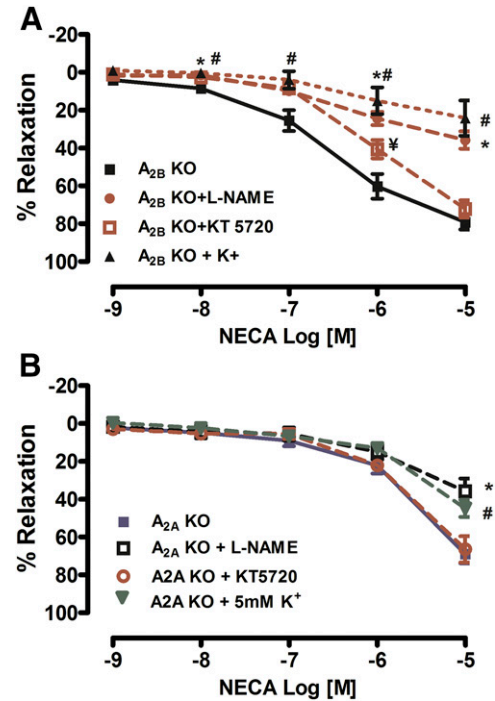 A
-20
0
20
40
60
80
100
% Relaxation
* #
#
*#
¥
#
*
A2B KO
A2B KO+L-NAME
A2B KO+KT 5720
A2B KO + K+
-9 -8 -7 -6 -5
NECA Log [M]
B
-20
0
20
40
60
80
100
% Relaxation
*
#
A2A KO
A2A KO + L-NAME
A2A KO + KT5720
A2A KO + 5mM K+
-9 -8 -7 -6 -5
NECA Log [M]